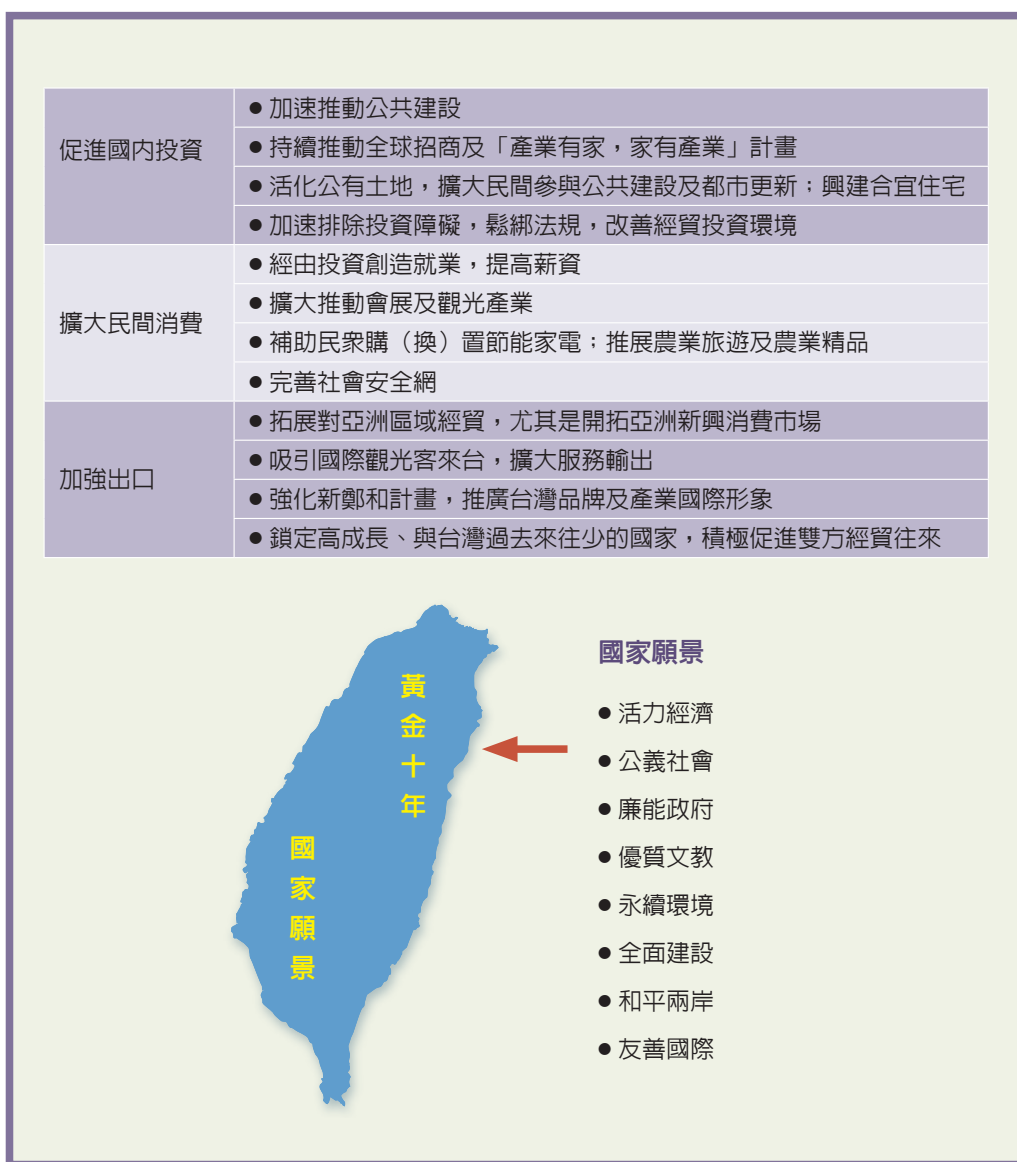 促進國内投資
● 加速推動公共建設
● 持續推動全球招商及「產業有家，家有產業」計畫
● 活化公有土地，擴大民間參與公共建設及都市更新；興建合宜住宅
● 加速排除投資障礙，鬆綁法規，改善經貿投資環境
擴大民間消費
● 經由投資創造就業，提高薪資
● 擴大推動會展及觀光產業
● 補助民眾購（換）置節能家電；推展農業旅遊及農業精品
● 完善社會安全網
加強出口
● 拓展對亞洲區域經貿，尤其是開拓亞洲新興消費市場
● 吸引國際觀光客來台，擴大服務輸出
● 強化新鄭和計畫，推廣台灣品牌及產業國際形象
● 鎖定高成長、與台灣過去來往少的國家，積極促進雙方經貿往來
黃金十年
國家願景
國家願景
● 活力經濟
● 公義社會
● 廉能政府
● 優質文教
● 永續環境
● 全面建設
● 和平兩岸
● 友善國際